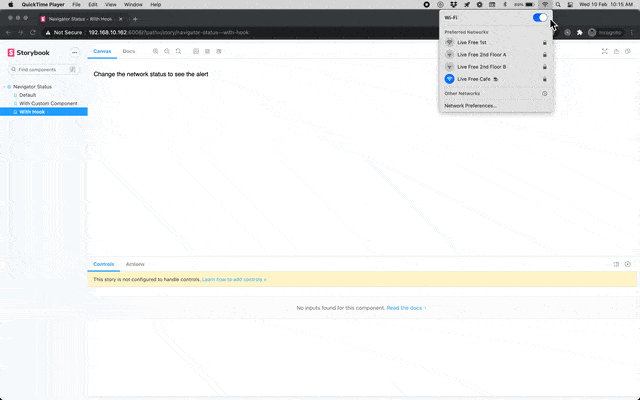 QuickTime Player File Edit View Window Help
Wed 10 Feb 10:15 AM
Navigator Status - With Hook
Not Secure 192.168.10.162:6006/?path=/story/navigator-status--with-hook
Incognito
Wi-Fi
Preferred Networks
Live Free 1st
Live Free 2nd Floor A
Live Free 2nd Floor B
Live Free Cafe
Other Networks
Network Preferences...
Storybook
Find components
Navigator Status
Default
With Custom Component
With Hook
Canvas Docs
Change the network status to see the alert
Controls Actions
This story is not configured to handle controls. Learn how to add controls »
No inputs found for this component. Read the docs ›